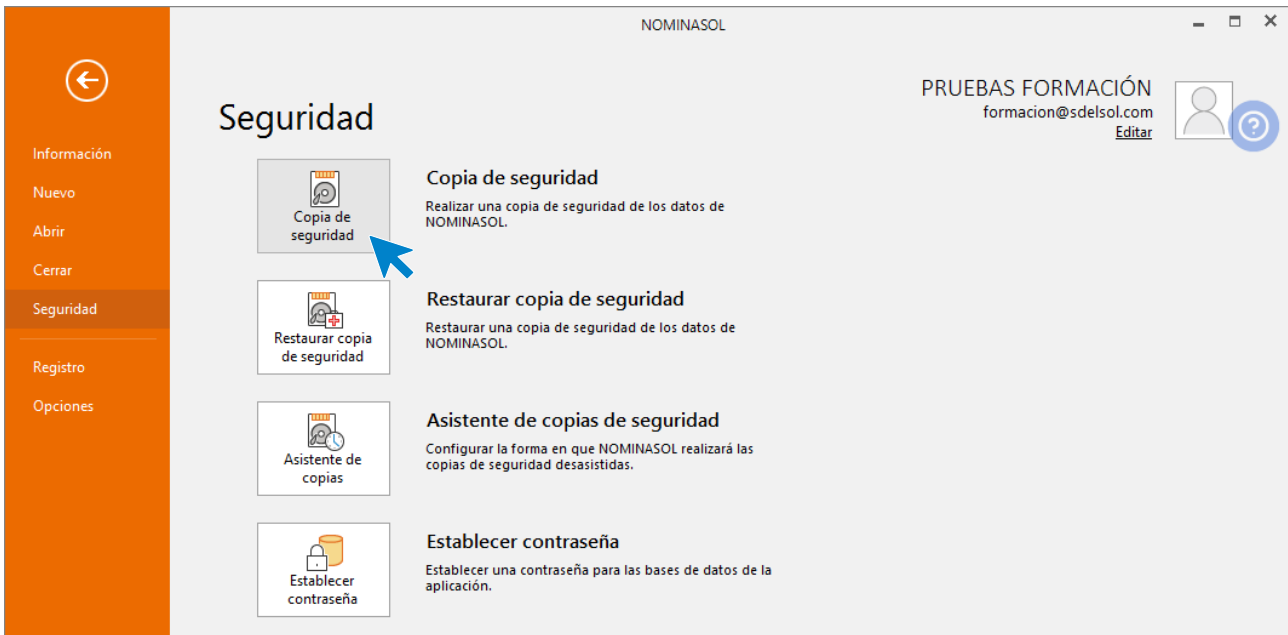 NOMINASOL
PRUEBAS FORMACIÓN
formacion@sdelsol.com
Editar
Información
Nuevo
Abrir
Cerrar
Seguridad
Registro
Opciones
Seguridad
Copia de
seguridad
Copia de seguridad
Realizar una copia de seguridad de los datos de
NOMINASOL.
Restaurar copia
de seguridad
Restaurar copia de seguridad
Restaurar una copia de seguridad de los datos de
NOMINASOL.
Asistente de
copias
Asistente de copias de seguridad
Configurar la forma en que NOMINASOL realizará las
copias de seguridad desasistidas.
Establecer
contraseña
Establecer contraseña
Establecer una contraseña para las bases de datos de la
aplicación.